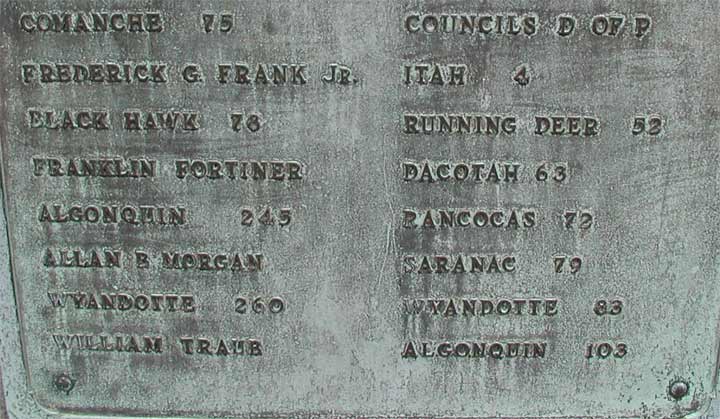 COMANCHE 75
FREDERICK G. FRANK JR.
BLACK HAWK 78
FRANKLIN FORTINER
ALGONQUIN 245
ALLAN B MORGAN
WYANDOTTE 260
WILLIAM TRAUB
COUNCILS D OF P
ITAH 4
RUNNING DEER 52
DACOTAH 63
RANCOCAS 72
SARANAC 79
WYANDOTTE 83
ALGONQUIN 103